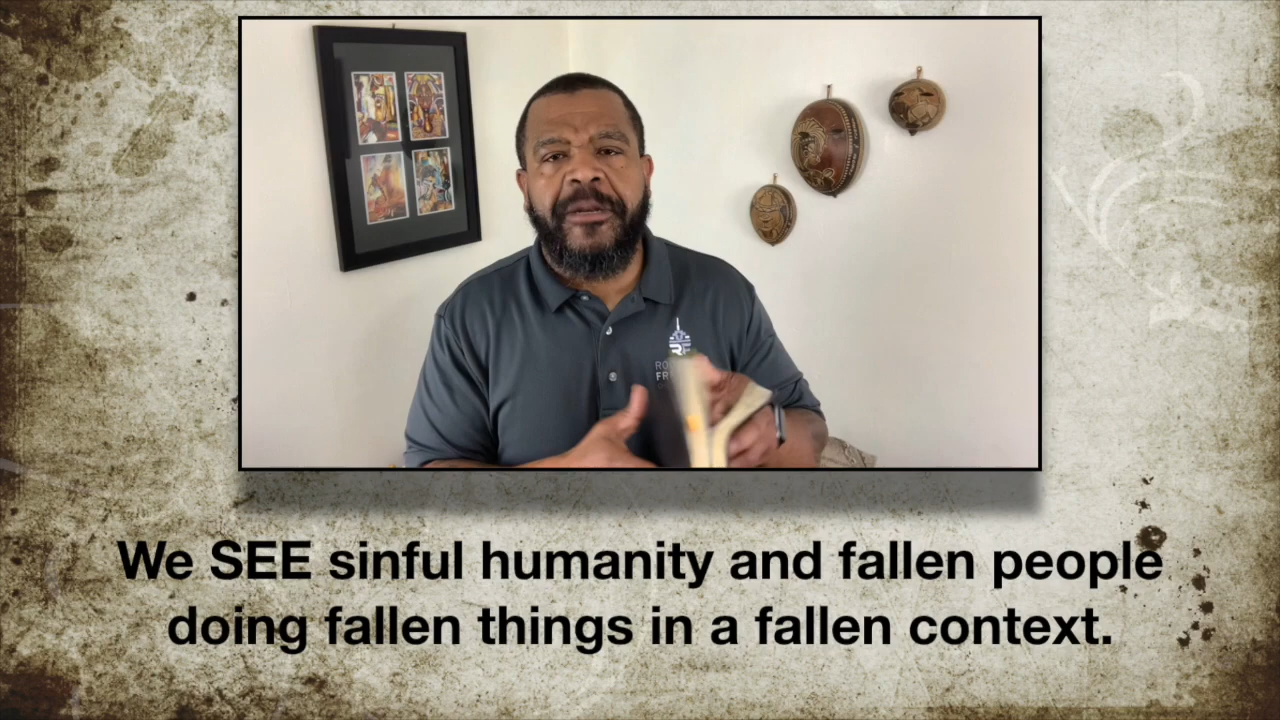 We SEE sinful humanity and fallen people
doing fallen things in a fallen context.